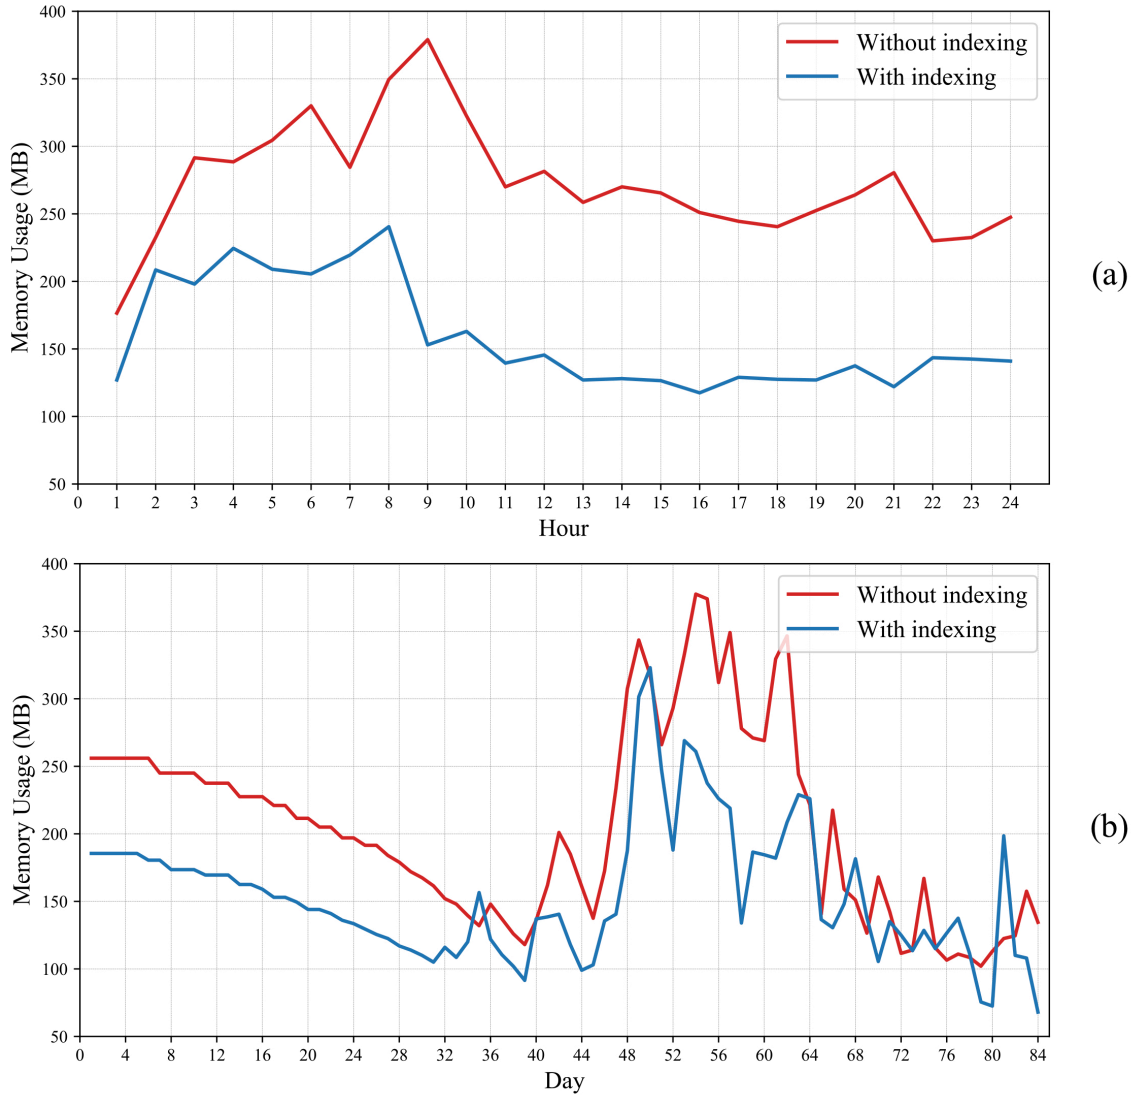 400
350
300
250
200
150
100
50
Memory Usage (MB)
Without indexing
With indexing
0 1 2 3 4 5 6 7 8 9 10 11 12 13 14 15 16 17 18 19 20 21 22 23 24
Hour
(a)
400
350
300
250
200
150
100
50
Memory Usage (MB)
Without indexing
With indexing
0 4 8 12 16 20 24 28 32 36 40 44 48 52 56 60 64 68 72 76 80 84
Day
(b)